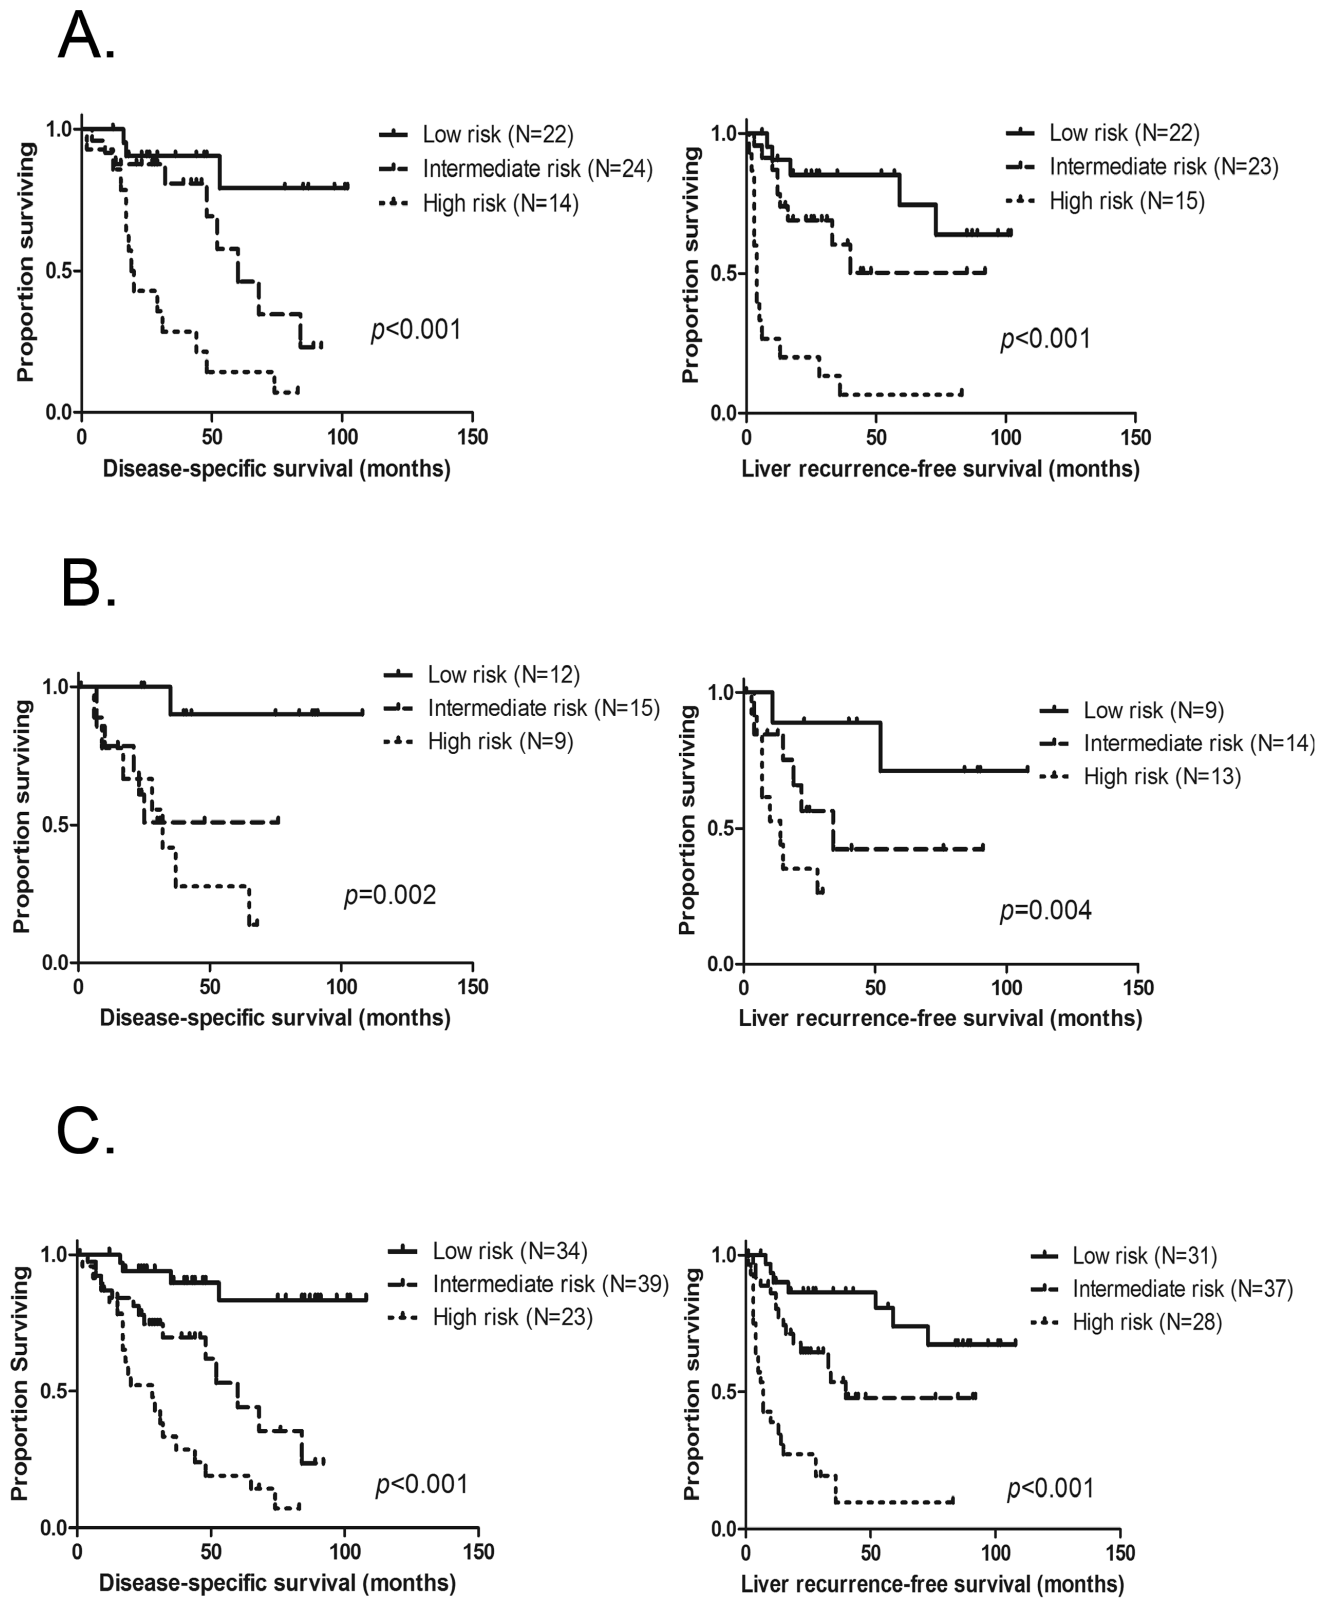 A.
1.0
0.5
0.0
0 50 100 150
Proportion surviving
Disease-specific survival (months)
Low risk (N=22)
Intermediate risk (N=24)
High risk (N=14)
p<0.001
1.0
0.5
0.0
0 50 100 150
Proportion surviving
Liver recurrence-free survival (months)
Low risk (N=22)
Intermediate risk (N=23)
High risk (N=15)
p<0.001
B.
1.0
0.5
0.0
0 50 100 150
Proportion surviving
Disease-specific survival (months)
Low risk (N=12)
Intermediate risk (N=15)
High risk (N=9)
p=0.002
1.0
0.5
0.0
0 50 100 150
Proportion surviving
Liver recurrence-free survival (months)
Low risk (N=9)
Intermediate risk (N=14)
High risk (N=13)
p=0.004
C.
1.0
0.5
0.0
0 50 100 150
Proportion Surviving
Disease-specific survival (months)
Low risk (N=34)
Intermediate risk (N=39)
High risk (N=23)
p<0.001
1.0
0.5
0.0
0 50 100 150
Proportion surviving
Liver recurrence-free survival (months)
Low risk (N=31)
Intermediate risk (N=37)
High risk (N=28)
p<0.001